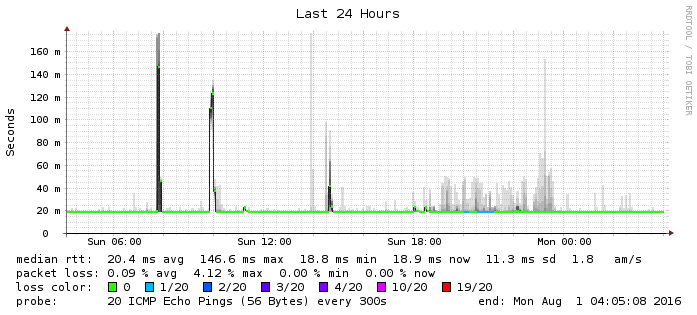 Last 24 Hours
RRDTOOL / TOBI OETIKER
Seconds
160 m
140 m
120 m
100 m
80 m
60 m
40 m
20 m
0
Sun 06:00 Sun 12:00 Sun 18:00 Mon 00:00
median rtt: 20.4 ms avg 146.6 ms max 18.8 ms min 18.9 ms now 11.3 ms sd 1.8 am/s
packet loss: 0.09 % avg 4.12 % max 0.00 % min 0.00 % now
loss color: 0 1/20 2/20 3/20 4/20 10/20 19/20
probe: 20 ICMP Echo Pings (56 Bytes) every 300s end: Mon Aug 1 04:05:08 2016